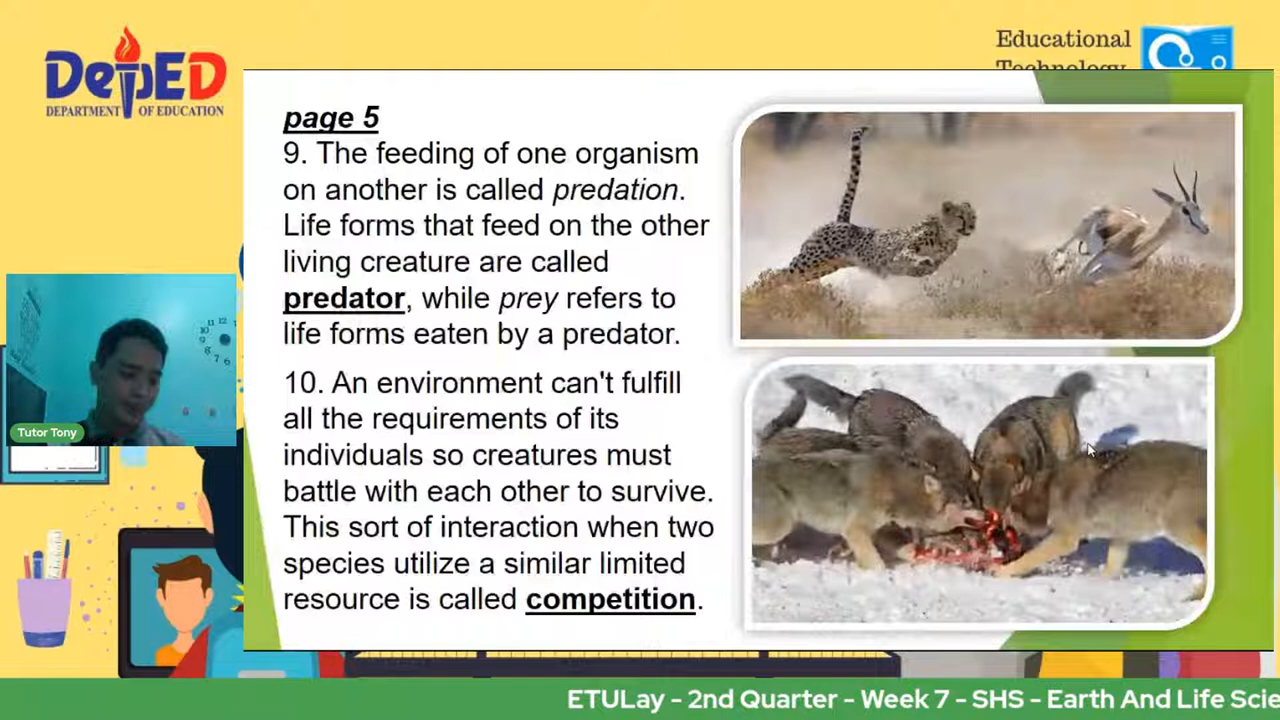 DepED
DEPARTMENT OF EDUCATION
Educational
Technology
page 5
9. The feeding of one organism
on another is called predation.
Life forms that feed on the other
living creature are called
predator, while prey refers to
life forms eaten by a predator.
10. An environment can't fulfill
all the requirements of its
individuals so creatures must
battle with each other to survive.
This sort of interaction when two
species utilize a similar limited
resource is called competition.
Tutor Tony
ETULay - 2nd Quarter - Week 7 - SHS - Earth And Life Scie